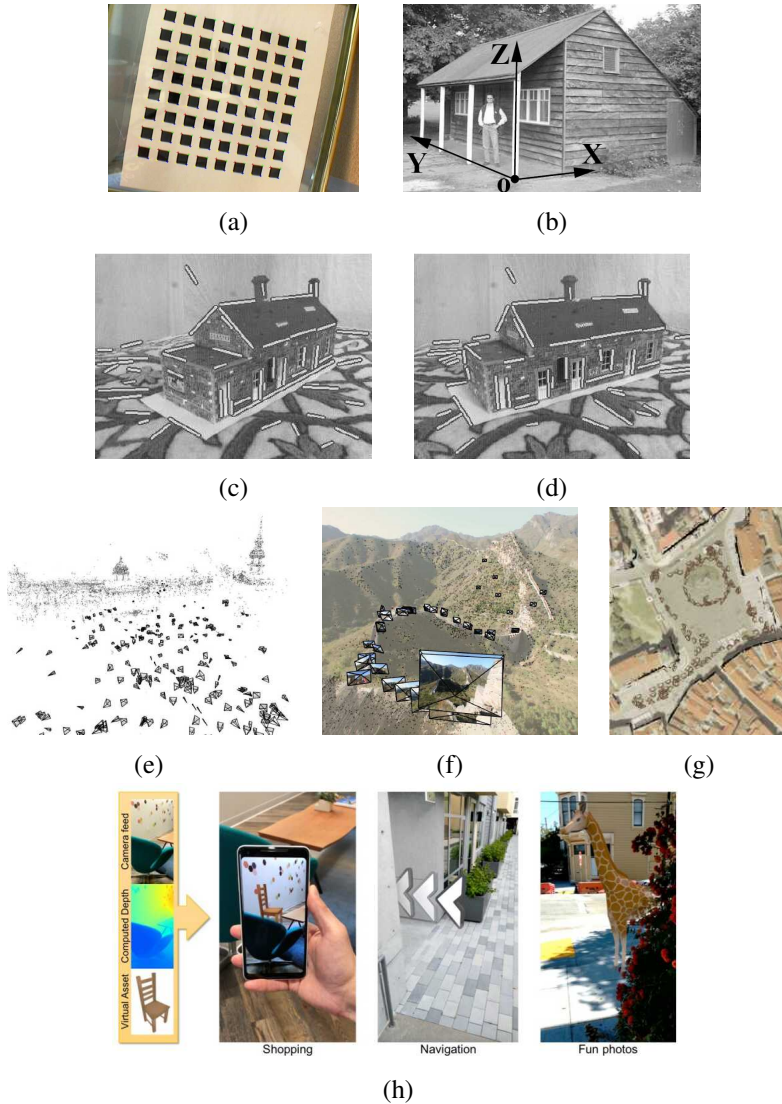 (a)
(b)
Z
Y
X
o
(c)
(d)
(e)
(f)
(g)
Camera feed
Computed Depth
Virtual Asset
Shopping
Navigation
Fun photos
(h)